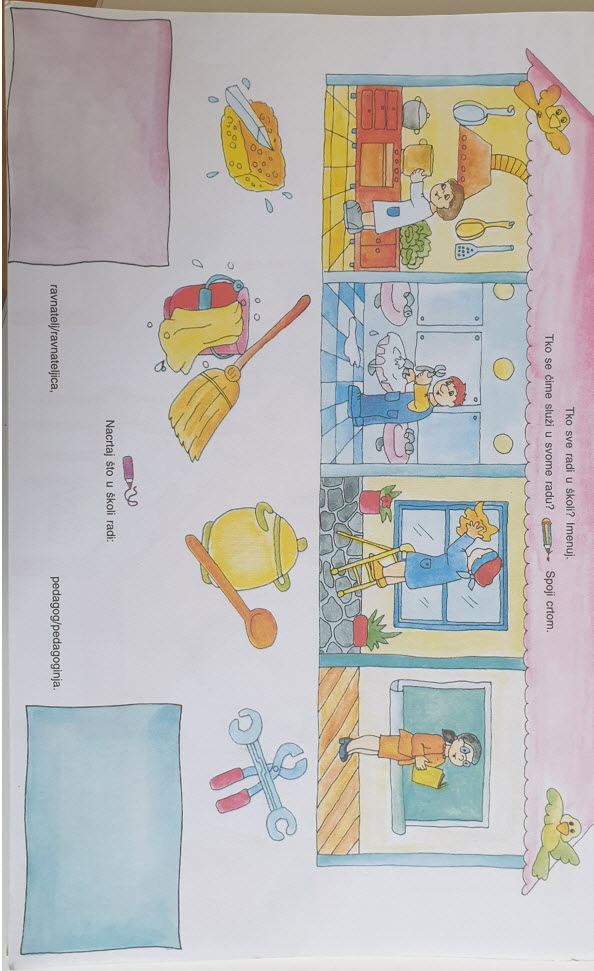 Tko sve radi u školi? Imenuj.
Tko se čime služi u svome radu? Spoji crtom.
Nacrtaj što u školi radi:
ravnatelj/ravnateljica,
pedagog/pedagoginja.